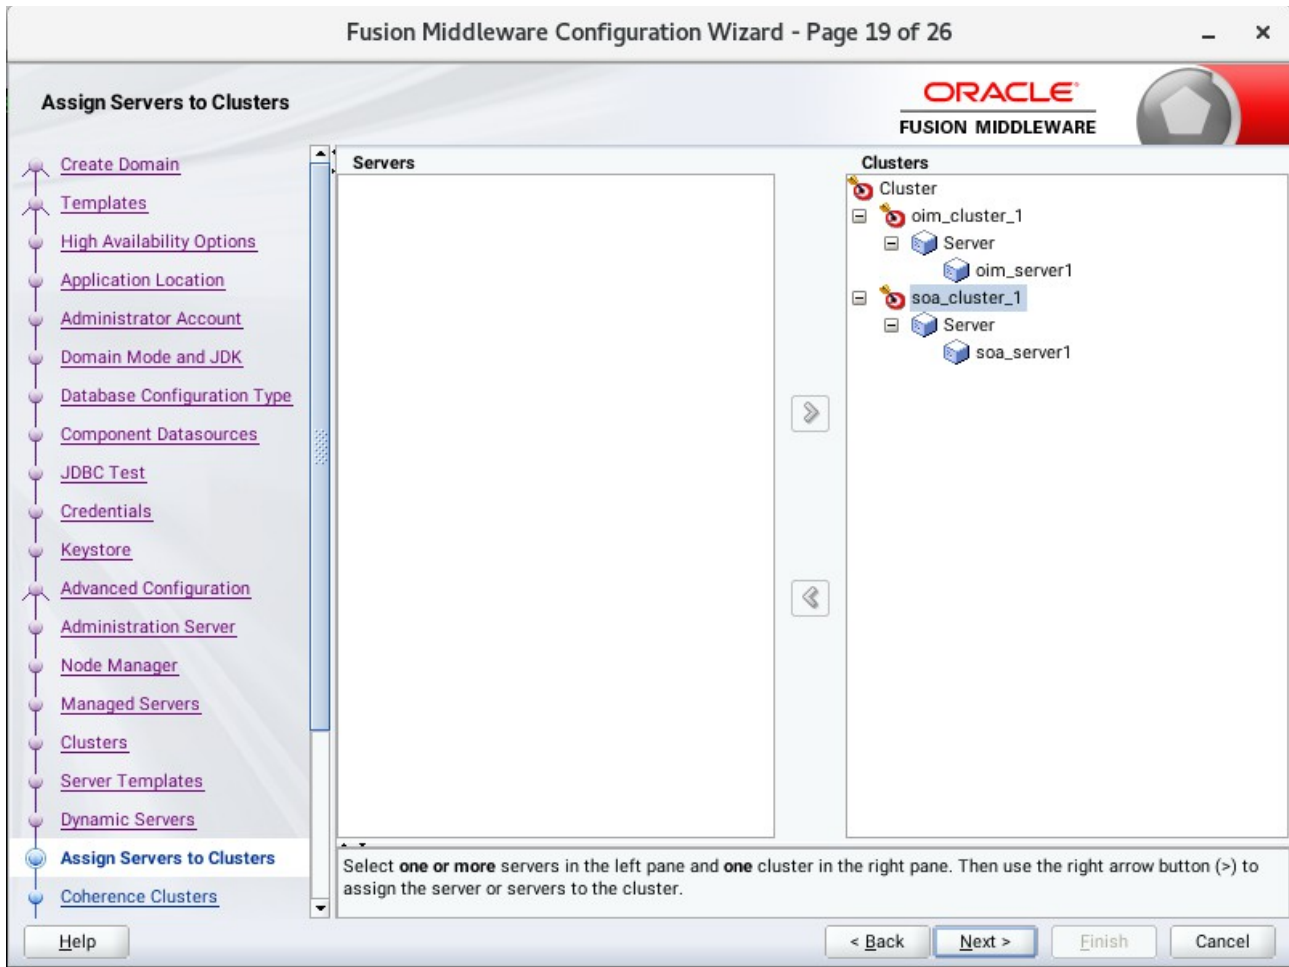 Fusion Middleware Configuration Wizard - Page 19 of 26
Assign Servers to Clusters
ORACLE
FUSION MIDDLEWARE
Create Domain
Templates
High Availability Options
Application Location
Administrator Account
Domain Mode and JDK
Database Configuration Type
Component Datasources
JDBC Test
Credentials
Keystore
Advanced Configuration
Administration Server
Node Manager
Managed Servers
Clusters
Server Templates
Dynamic Servers
Assign Servers to Clusters
Coherence Clusters
Servers
Clusters
Cluster
oim_cluster_1
Server
oim_server1
soa_cluster_1
Server
soa_server1
Select one or more servers in the left pane and one cluster in the right pane. Then use the right arrow button (>) to
assign the server or servers to the cluster.
Help
< Back
Next >
Finish
Cancel